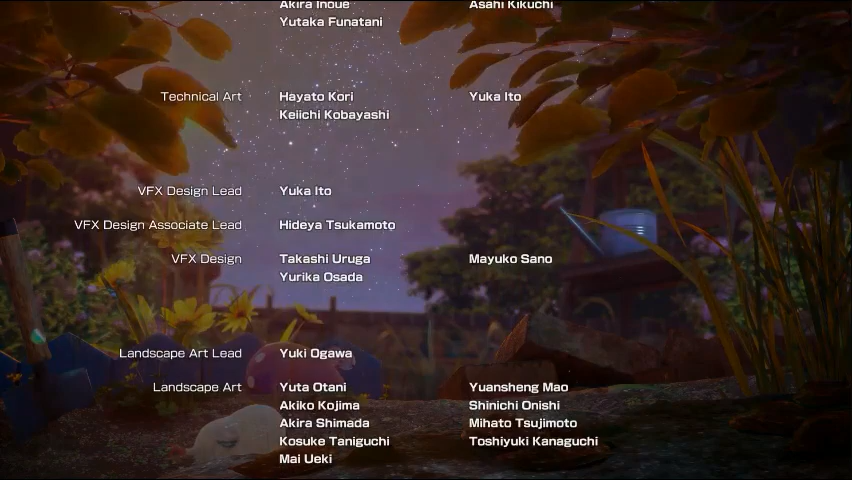 Akira Inoue Asahi Kikuchi
Yutaka Funatani
Technical Art Hayato Kori Yuka Ito
Keiichi Kobayashi
VFX Design Lead Yuka Ito
VFX Design Associate Lead Hideya Tsukamoto
VFX Design Takashi Uruga Mayuko Sano
Yurika Osada
Landscape Art Lead Yuki Ogawa
Landscape Art Yuta Otani Yuansheng Mao
Akiko Kojima Shinichi Onishi
Akira Shimada Mihato Tsujimoto
Kosuke Taniguchi Toshiyuki Kanaguchi
Mai Ueki